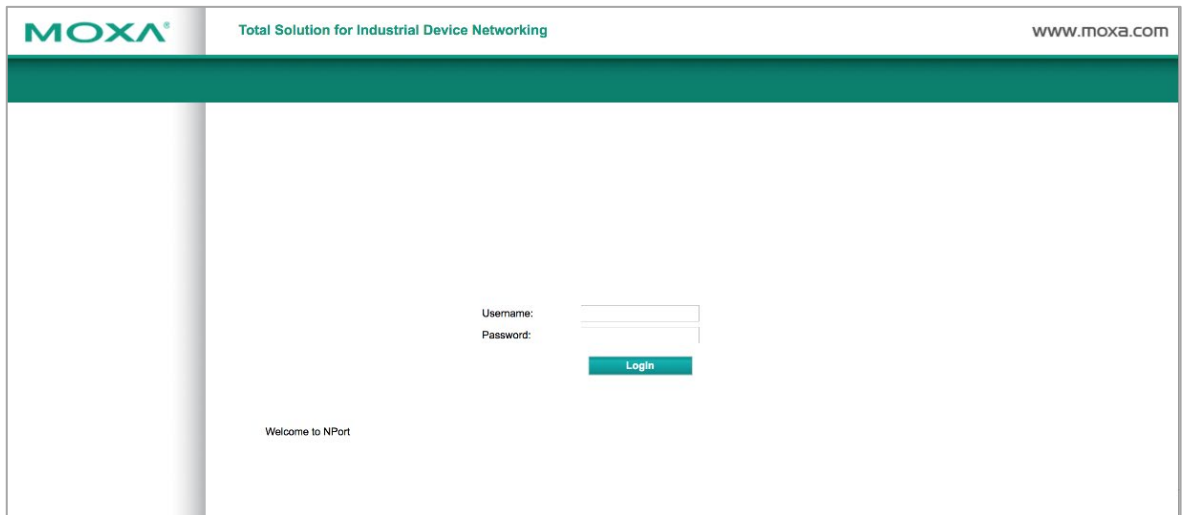 MOXA®
Total Solution for Industrial Device Networking
www.moxa.com
Username:
Password:
Login
Welcome to NPort